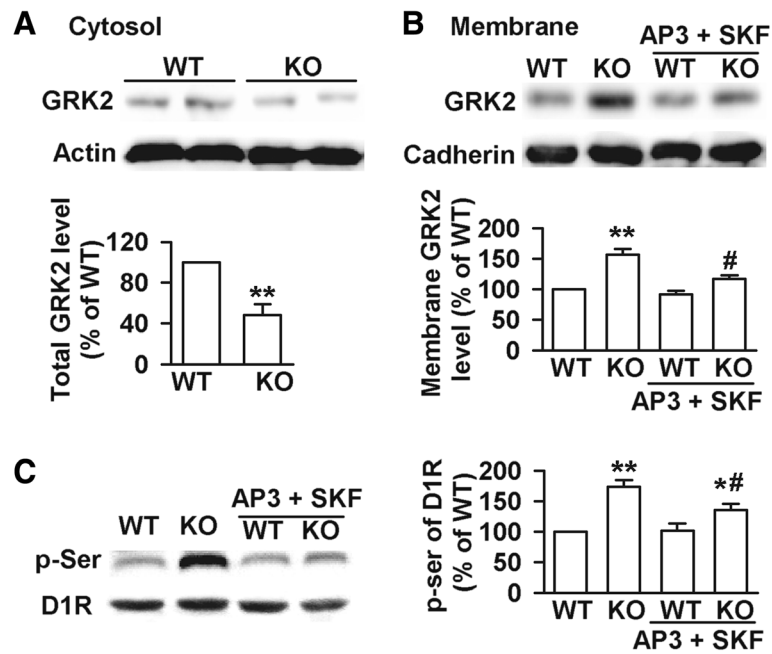 A Cytosol
WT KO
GRK2
Actin
Total GRK2 level
(% of WT)
120
80
40
0
WT KO
**
B Membrane
AP3 + SKF
WT KO WT KO
GRK2
Cadherin
Membrane GRK2
level (% of WT)
200
150
100
50
0
** #
WT KO WT KO
AP3 + SKF
C
AP3 + SKF
WT KO WT KO
p-Ser
D1R
p-ser of D1R
(% of WT)
200
150
100
50
0
** *#
WT KO WT KO
AP3 + SKF